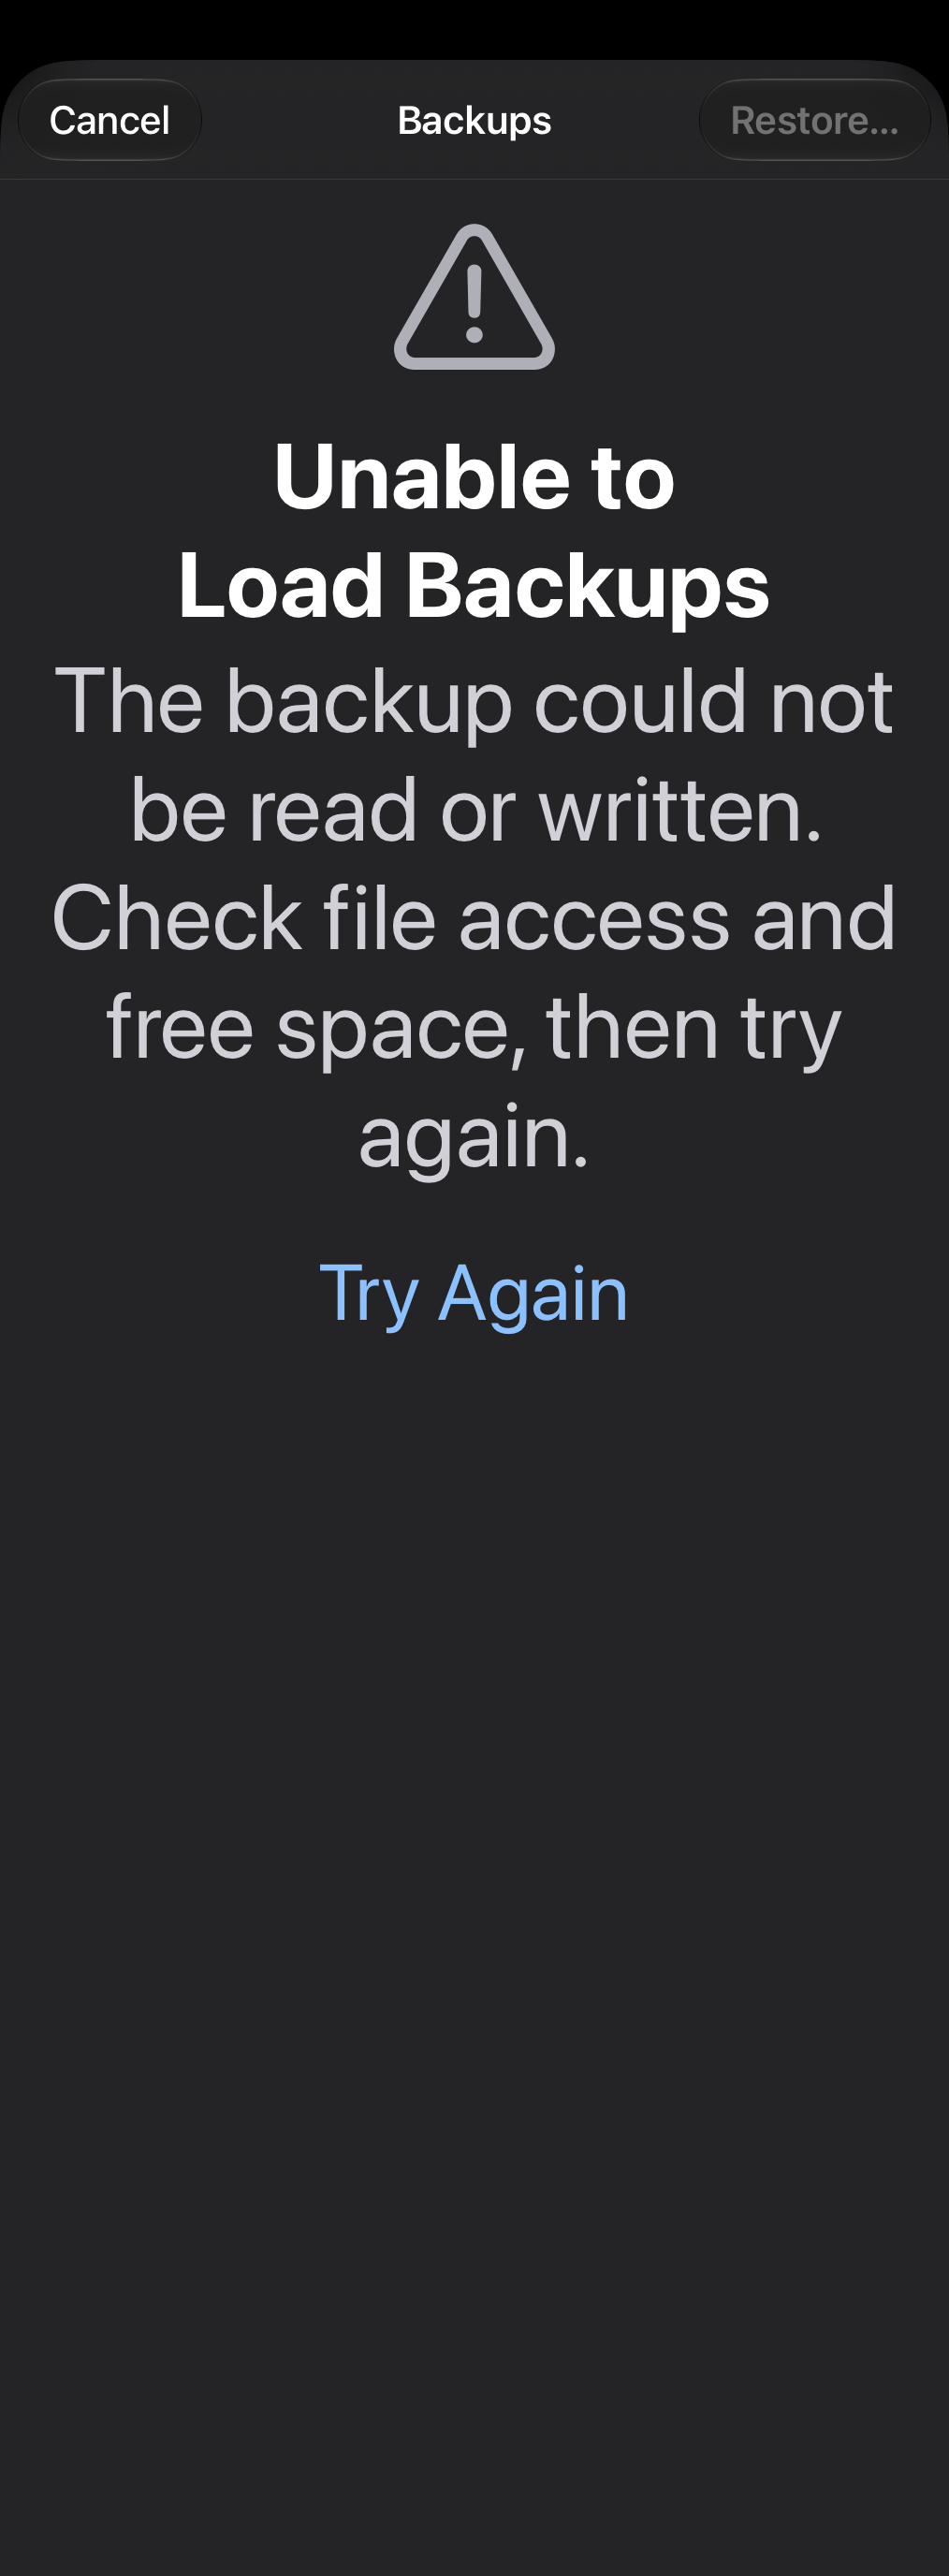 Cancel
Backups
Restore...
Unable to
Load Backups
The backup could not
be read or written.
Check file access and
free space, then try
again.
Try Again